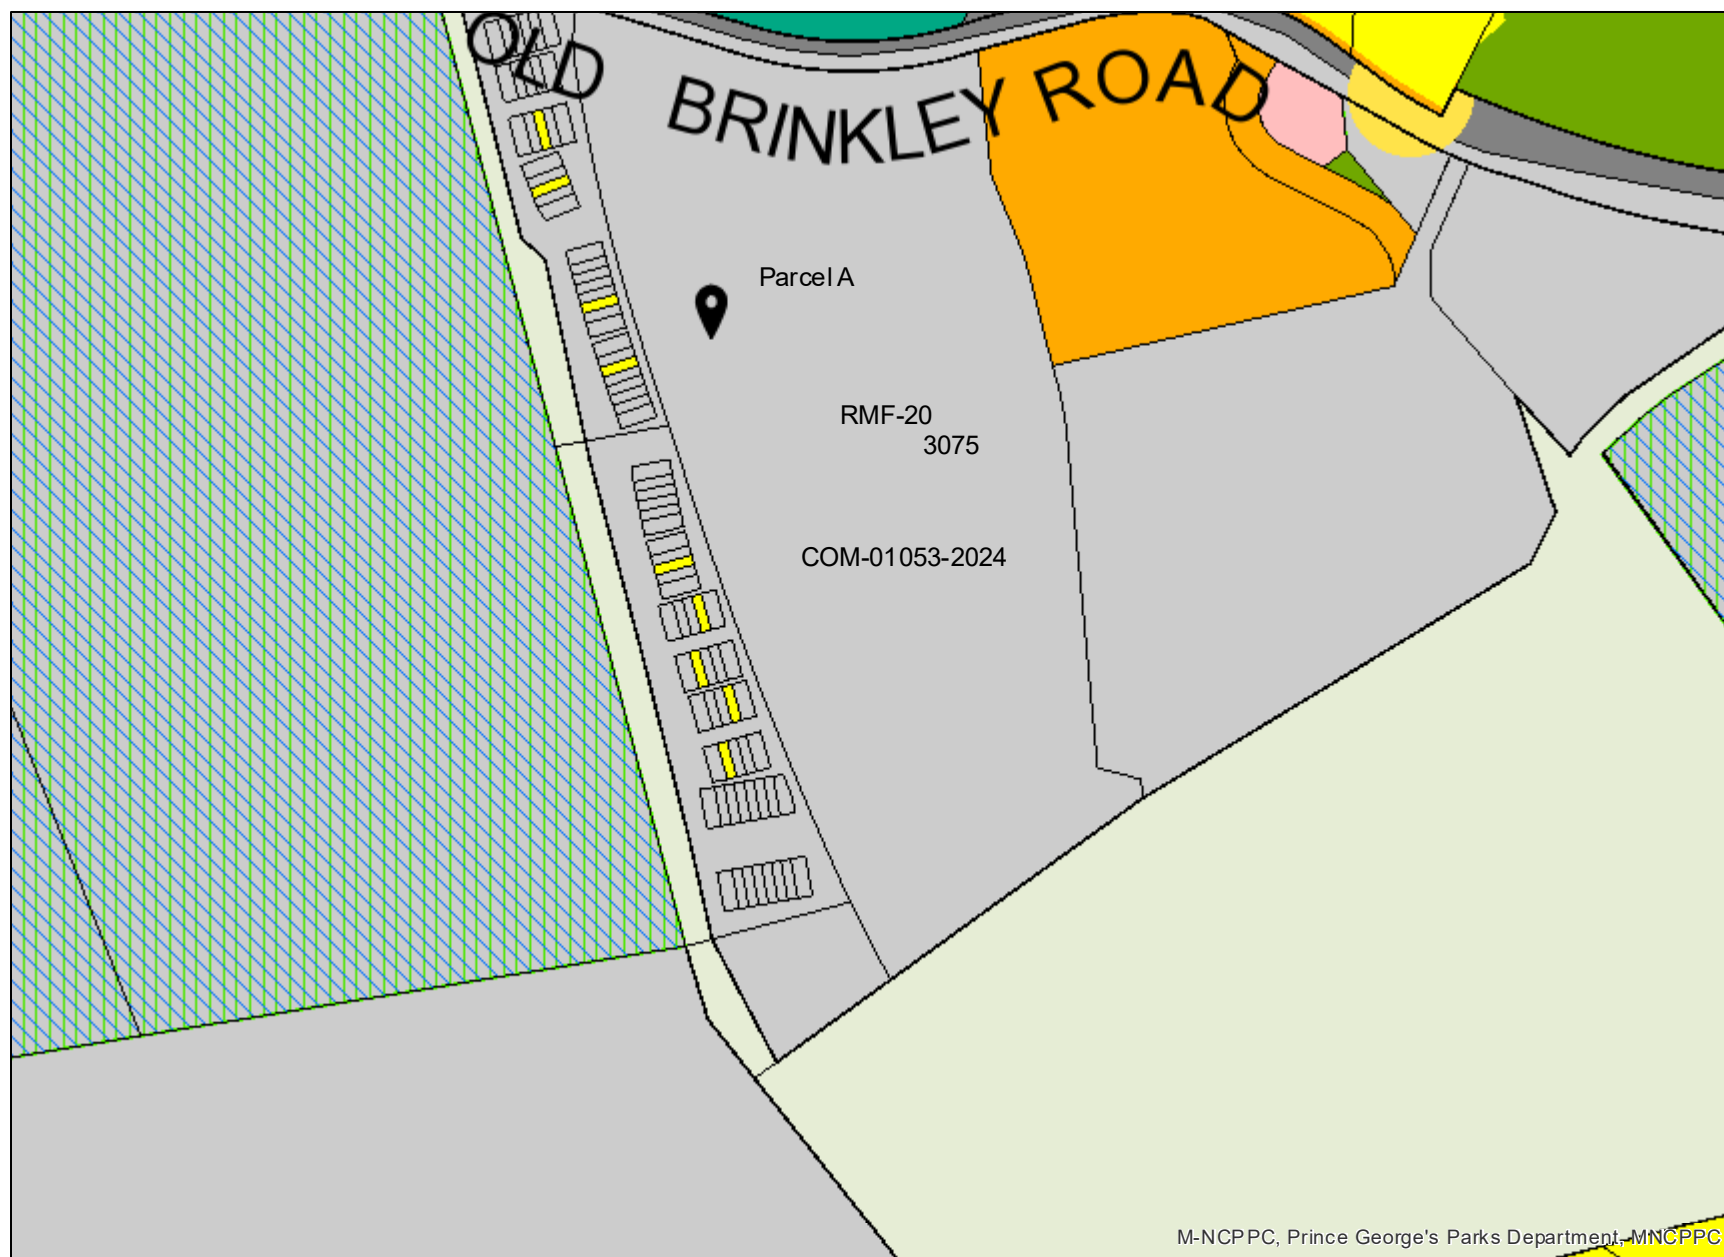 OLD BRINKLEY ROAD
Parcel A
RMF-20
3075
COM-01053-2024
M-NCPPC, Prince George's Parks Department, MNCPPC